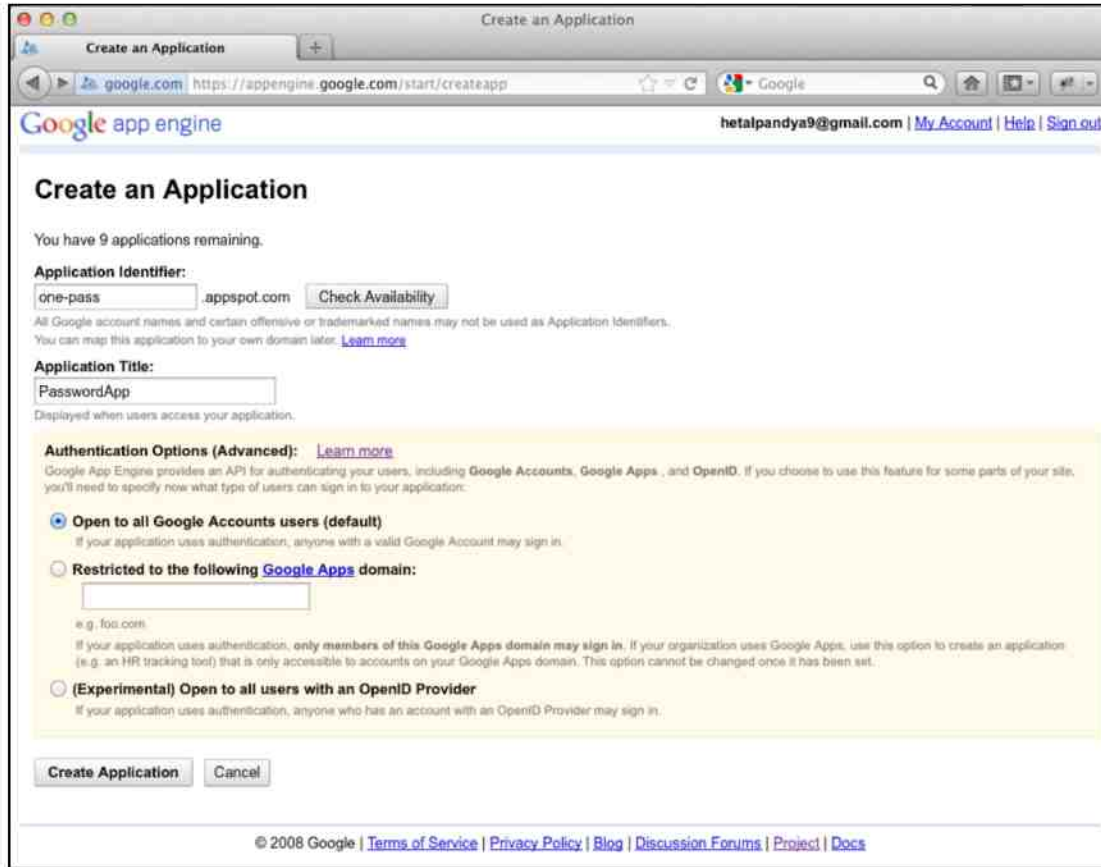 Create an Application
Create an Application
google.com https://appengine.google.com/start/createapp
Google
Google app engine
hetalpandya9@gmail.com | My Account | Help | Sign out
Create an Application
You have 9 applications remaining.
Application Identifier:
one-pass .appspot.com Check Availability
All Google account names and certain offensive or trademarked names may not be used as Application Identifiers.
You can map this application to your own domain later. Learn more
Application Title:
PasswordApp
Displayed when users access your application.
Authentication Options (Advanced): Learn more
Google App Engine provides an API for authenticating your users, including Google Accounts, Google Apps , and OpenID. If you choose to use this feature for some parts of your site,
you'll need to specify now what type of users can sign in to your application:
Open to all Google Accounts users (default)
If your application uses authentication, anyone with a valid Google Account may sign in.
Restricted to the following Google Apps domain:
e.g. foo.com
If your application uses authentication, only members of this Google Apps domain may sign in. If your organization uses Google Apps, use this option to create an application
(e.g. an HR tracking tool) that is only accessible to accounts on your Google Apps domain. This option cannot be changed once it has been set.
(Experimental) Open to all users with an OpenID Provider
If your application uses authentication, anyone who has an account with an OpenID Provider may sign in.
Create Application Cancel
© 2008 Google | Terms of Service | Privacy Policy | Blog | Discussion Forums | Project | Docs